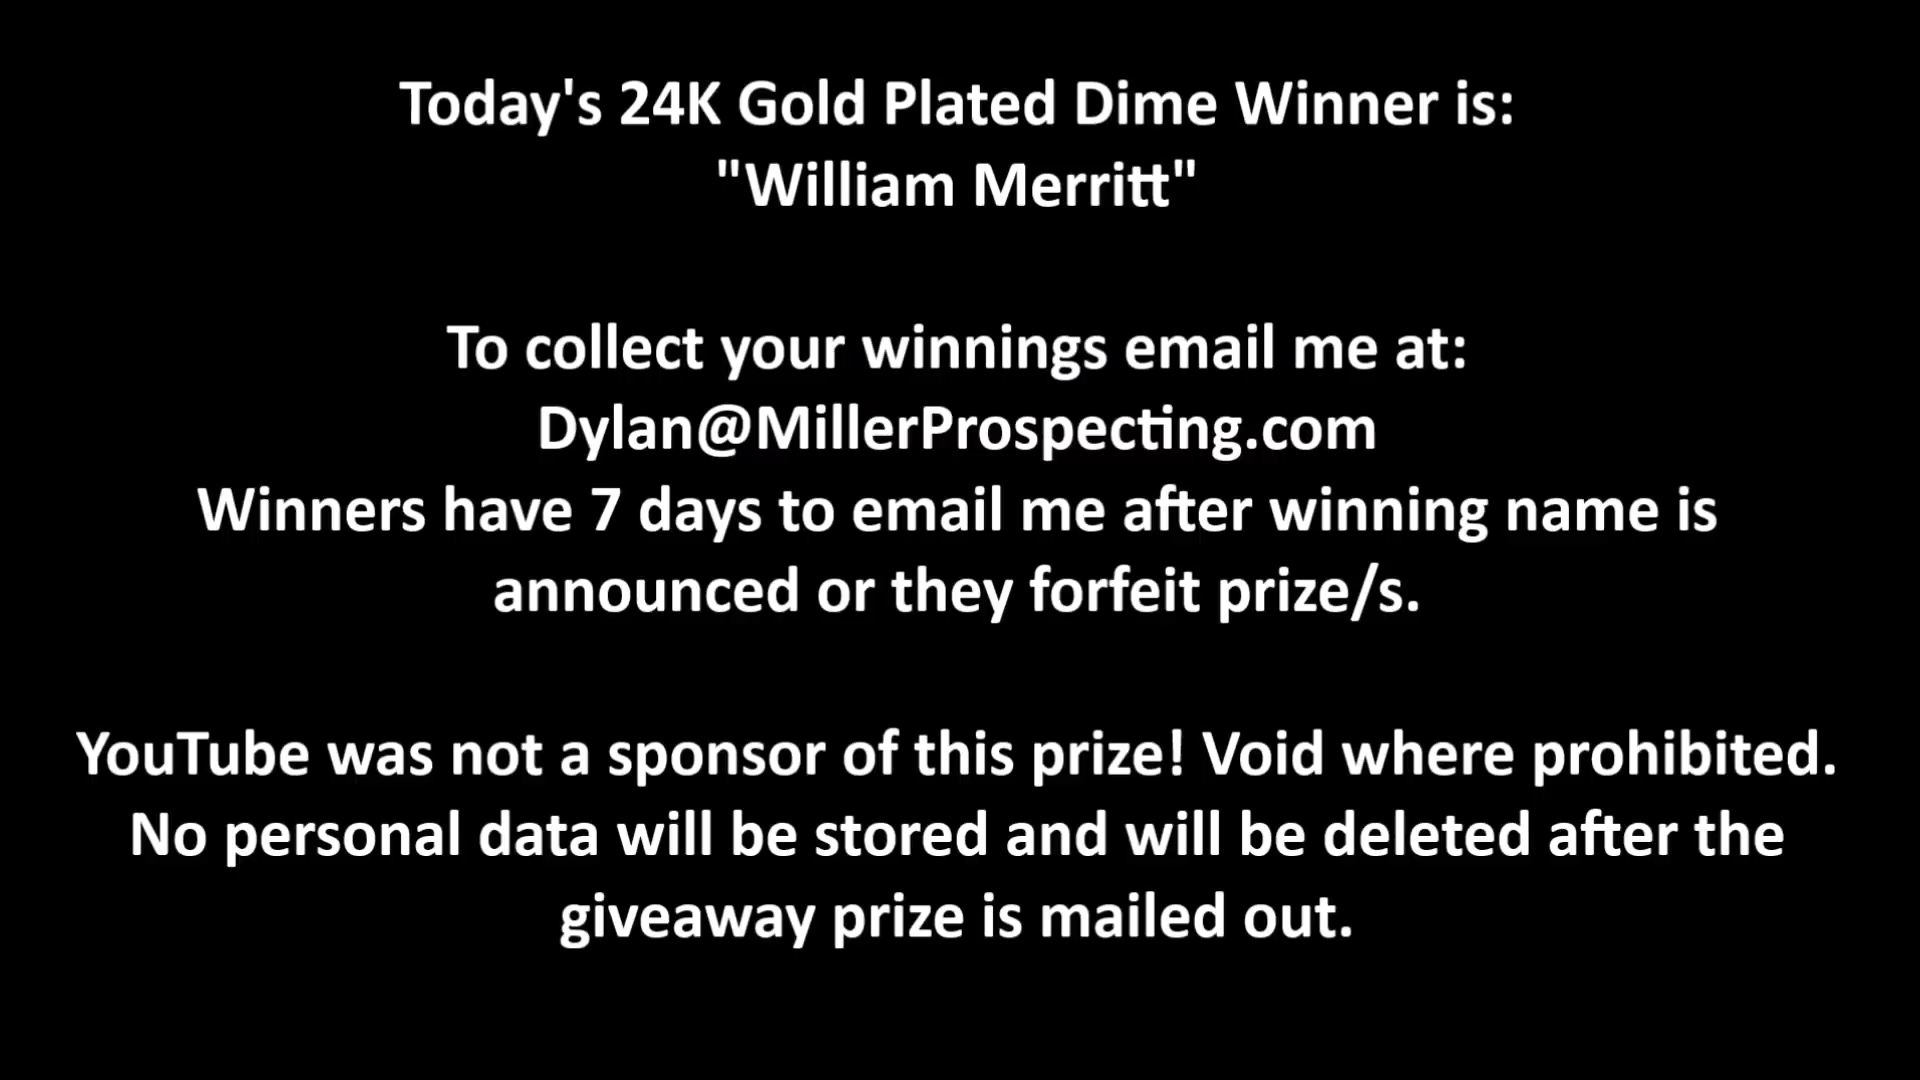 Today's 24K Gold Plated Dime Winner is:
"William Merritt"
To collect your winnings email me at:
Dylan@MillerProspecting.com
Winners have 7 days to email me after winning name is
announced or they forfeit prize/s.
YouTube was not a sponsor of this prize! Void where prohibited.
No personal data will be stored and will be deleted after the
giveaway prize is mailed out.